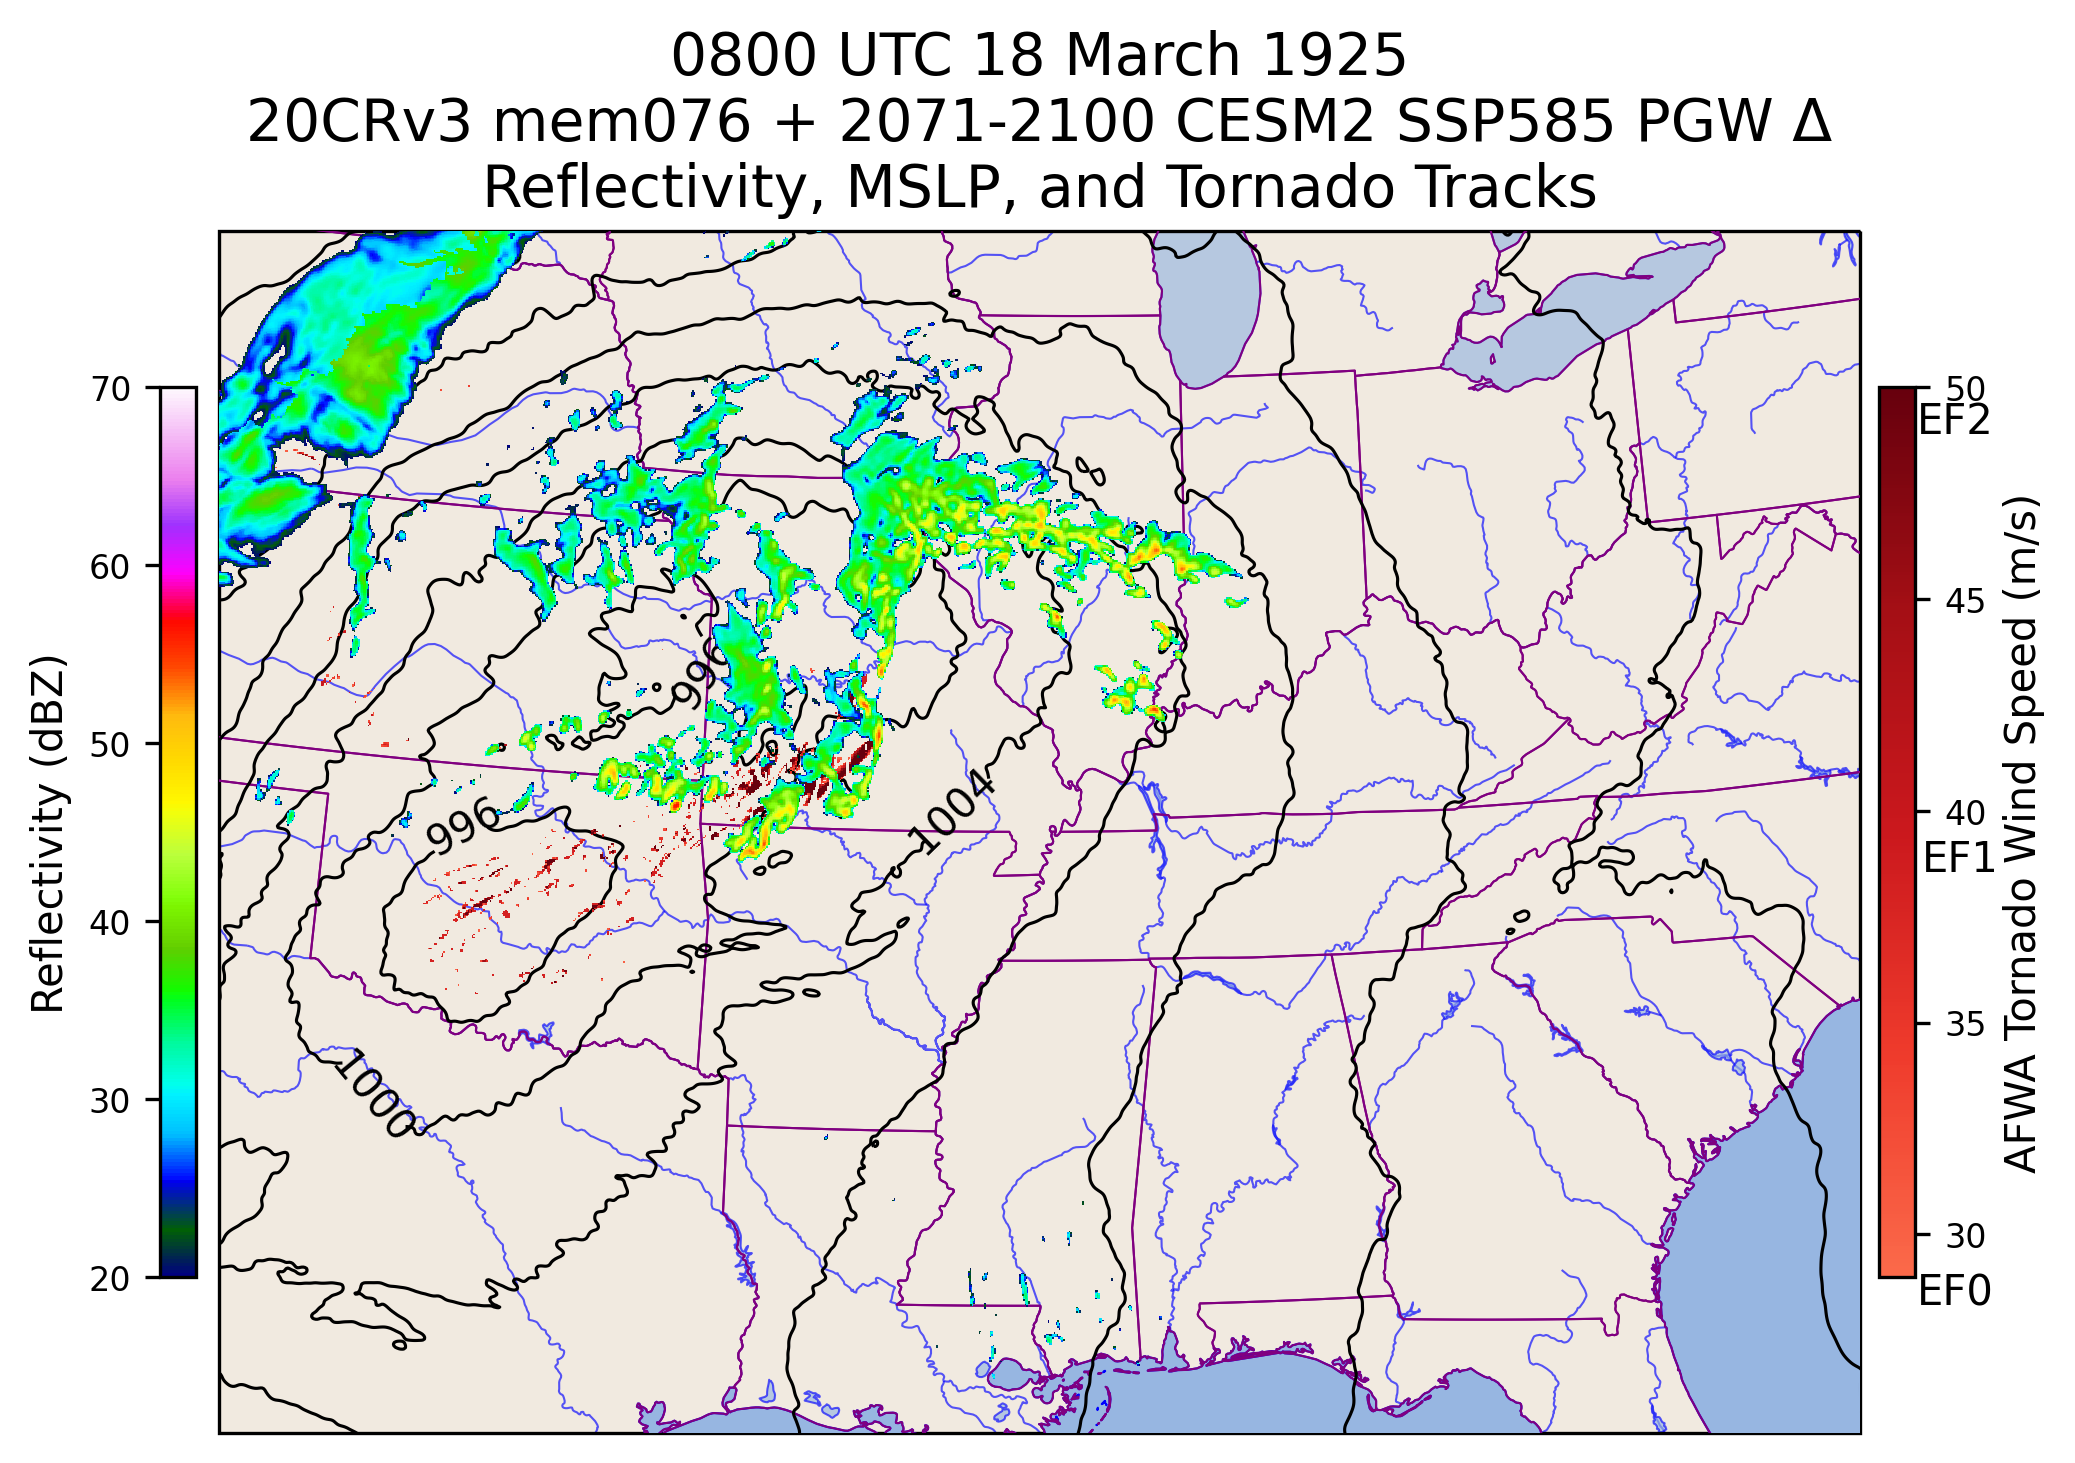 0800 UTC 18 March 1925
20CRv3 mem076 + 2071-2100 CESM2 SSP585 PGW Δ
Reflectivity, MSLP, and Tornado Tracks
70
60
50
40
30
20
Reflectivity (dBZ)
996
996
1004
1000
50
EF2
45
40
EF1
35
30
EF0
AFWA Tornado Wind Speed (m/s)